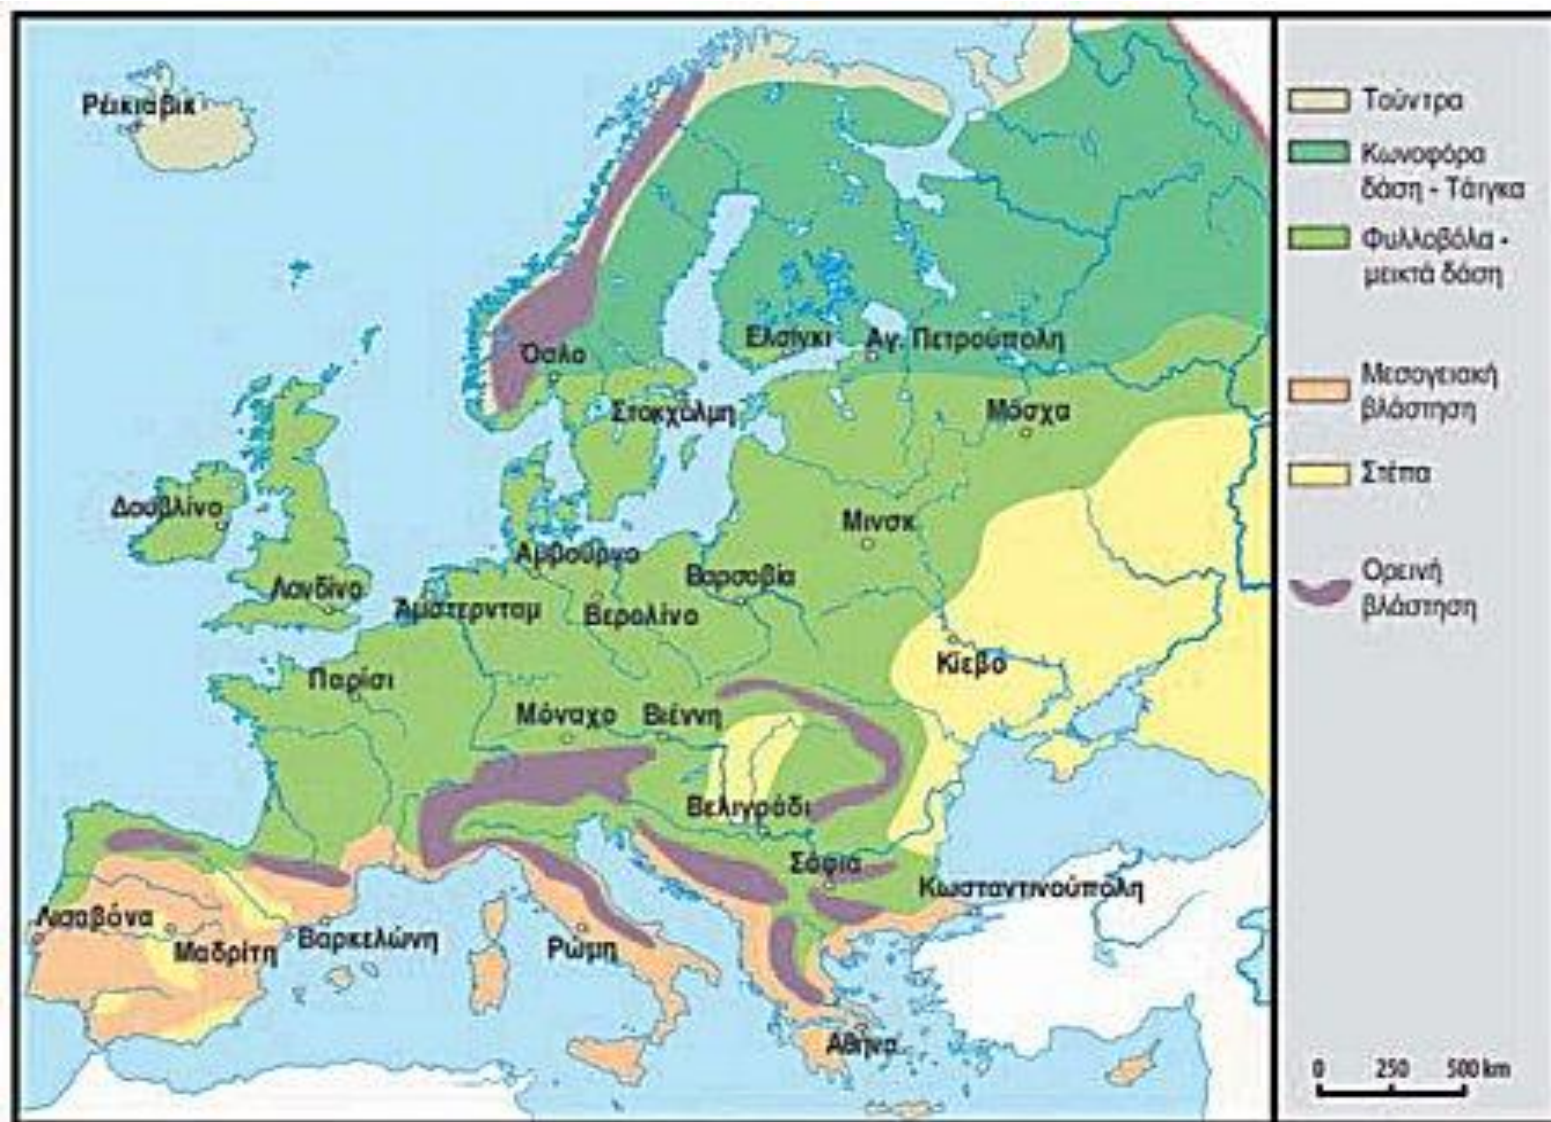 Ρέικιαβικ
Όσλο
Ελσίγκι
Αγ. Πετρούπολη
Στοκχόλμη
Μόσχα
Δουβλίνο
Μινσκ
Αμβούργο
Λονδίνο
Άμστερνταμ
Βερολίνο
Βαρσοβία
Κίεβο
Παρίσι
Μόναχο
Βιέννη
Βελιγράδι
Σόφια
Κωσταντινούπόλη
Λισαβόνα
Μαδρίτη
Βαρκελώνη
Ρώμη
Αθήνα
Τούντρα
Κωνοφόρα
δάση - Τάιγκα
Φυλλοβόλα -
μεικτά δάση
Μεσογειακή
βλάστηση
Στέπα
Ορεινή
βλάστηση
0 250 500 km